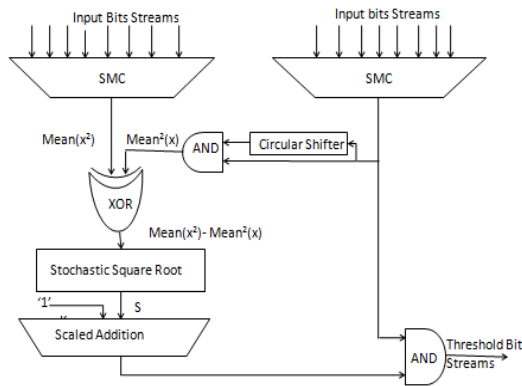 Input Bits Streams
Input bits Streams
SMC
SMC
Mean(x²)
Mean²(x)
AND
Circular Shifter
XOR
Mean(x²)- Mean²(x)
Stochastic Square Root
‘1’
S
Scaled Addition
AND
Threshold Bit
Streams